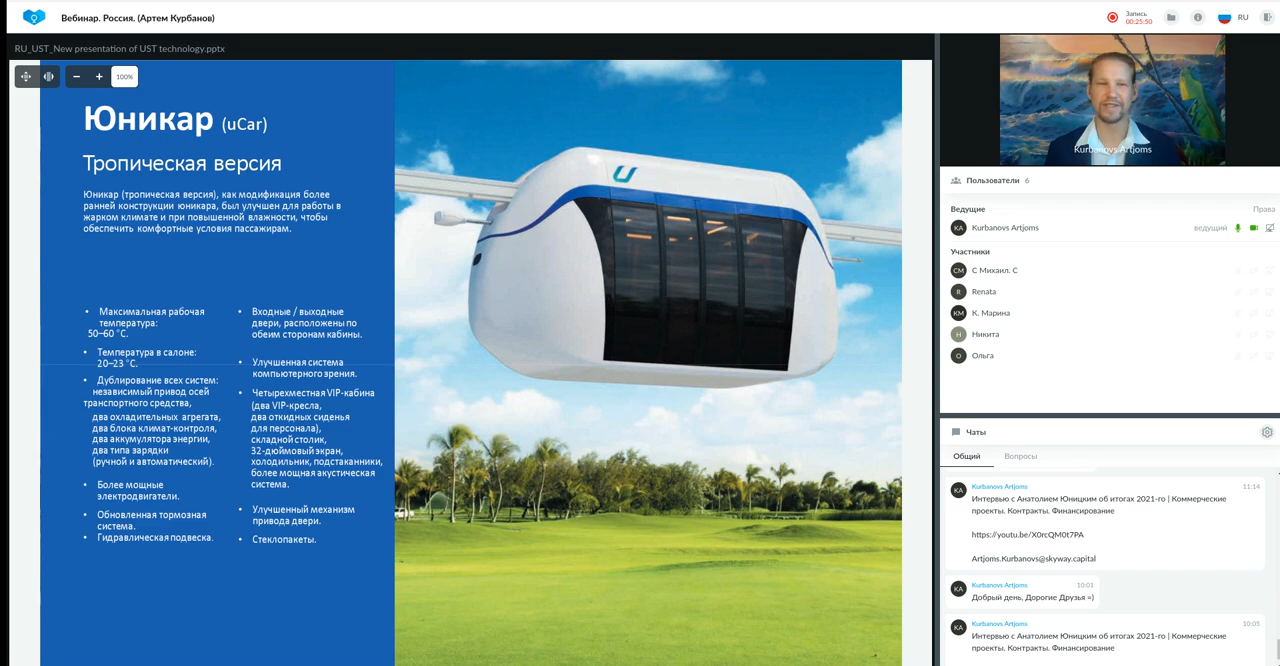 Вебинар. Россия. (Артем Курбанов)
Запись
00:25:50
RU
RU_UST_New presentation of UST technology.pptx
100%
Юникар (uCar)
Тропическая версия
Юникар (тропическая версия), как модификация более
ранней конструкции юникара, был улучшен для работы в
жарком климате и при повышенной влажности, чтобы
обеспечить комфортные условия пассажирам.
• Максимальная рабочая
температура:
50–60 °C.
• Температура в салоне:
20–23 °C.
• Дублирование всех систем:
независимый привод осей
транспортного средства,
два охладительных агрегата,
два блока климат-контроля,
два аккумулятора энергии,
два типа зарядки
(ручной и автоматический).
• Более мощные
электродвигатели.
• Обновленная тормозная
система.
• Гидравлическая подвеска.
• Входные / выходные
двери, расположены по
обеим сторонам кабины.
• Улучшенная система
компьютерного зрения.
• Четырехместная VIP-кабина
(два VIP-кресла,
два откидных сиденья
для персонала),
складной столик,
32-дюймовый экран,
холодильник, подстаканники,
более мощная акустическая
система.
• Улучшенный механизм
привода двери.
• Стеклопакеты.
U
Kurbanovs Artjoms
Пользователи 6
Ведущие Права
KA Kurbanovs Artjoms ведущий
Участники
СМ С Михаил. С
R Renata
КМ К. Марина
Н Никита
О Ольга
Чаты
Общий Вопросы
KA Kurbanovs Artjoms 11:14
Интервью с Анатолием Юницким об итогах 2021-го | Коммерческие
проекты. Контракты. Финансирование
https://youtu.be/X0rcQM0t7PA
Artjoms.Kurbanovs@skyway.capital
KA Kurbanovs Artjoms 10:01
Добрый день, Дорогие Друзья =)
KA Kurbanovs Artjoms 10:05
Интервью с Анатолием Юницким об итогах 2021-го | Коммерческие
проекты. Контракты. Финансирование